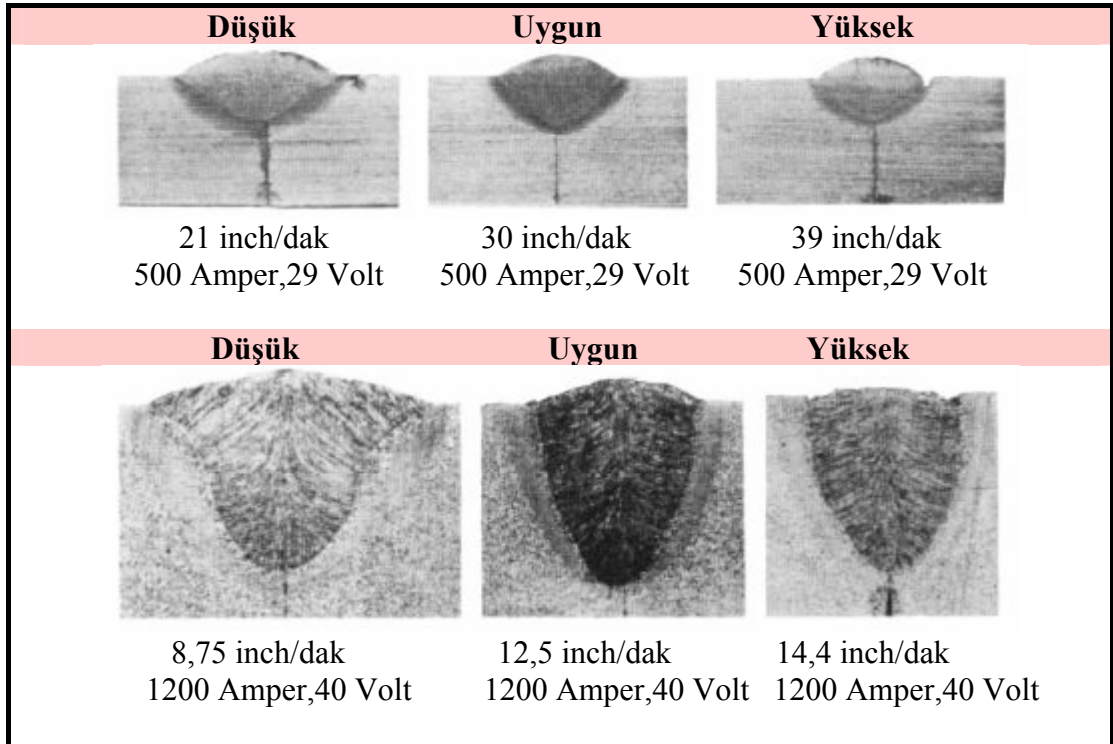 Düşük Uygun Yüksek
21 inch/dak 30 inch/dak 39 inch/dak
500 Amper,29 Volt 500 Amper,29 Volt 500 Amper,29 Volt
Düşük Uygun Yüksek
8,75 inch/dak 12,5 inch/dak 14,4 inch/dak
1200 Amper,40 Volt 1200 Amper,40 Volt 1200 Amper,40 Volt